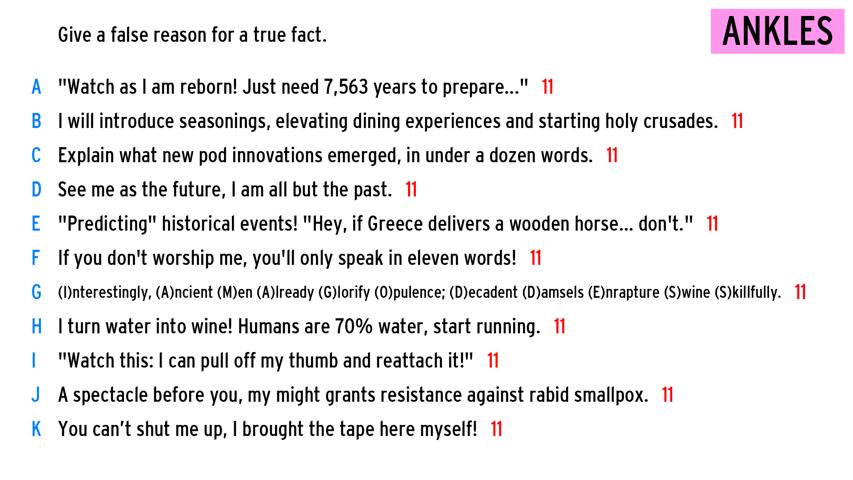 Give a false reason for a true fact.
ANKLES
A "Watch as I am reborn! Just need 7,563 years to prepare..." 11
B I will introduce seasonings, elevating dining experiences and starting holy crusades. 11
C Explain what new pod innovations emerged, in under a dozen words. 11
D See me as the future, I am all but the past. 11
E "Predicting" historical events! "Hey, if Greece delivers a wooden horse... don't." 11
F If you don't worship me, you'll only speak in eleven words! 11
G (I)nterestingly, (A)ncient (M)en (A)lready (G)lorify (O)pulence; (D)ecadent (D)amsels (E)nrapture (S)wine (S)killfully. 11
H I turn water into wine! Humans are 70% water, start running. 11
I "Watch this: I can pull off my thumb and reattach it!" 11
J A spectacle before you, my might grants resistance against rabid smallpox. 11
K You can’t shut me up, I brought the tape here myself! 11